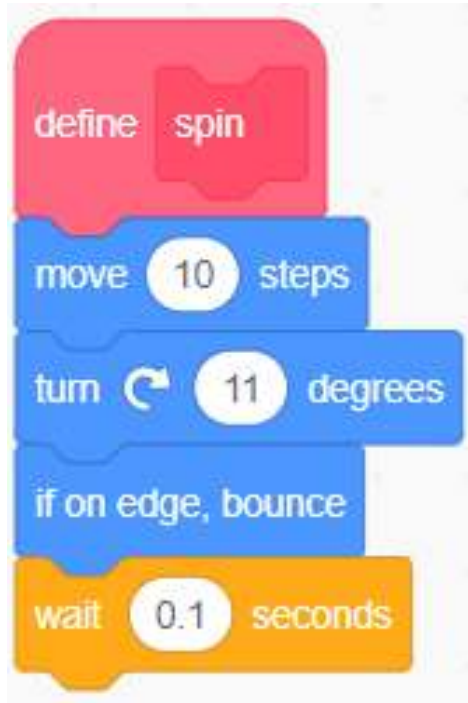 define spin
move 10 steps
turn 11 degrees
if on edge, bounce
wait 0.1 seconds